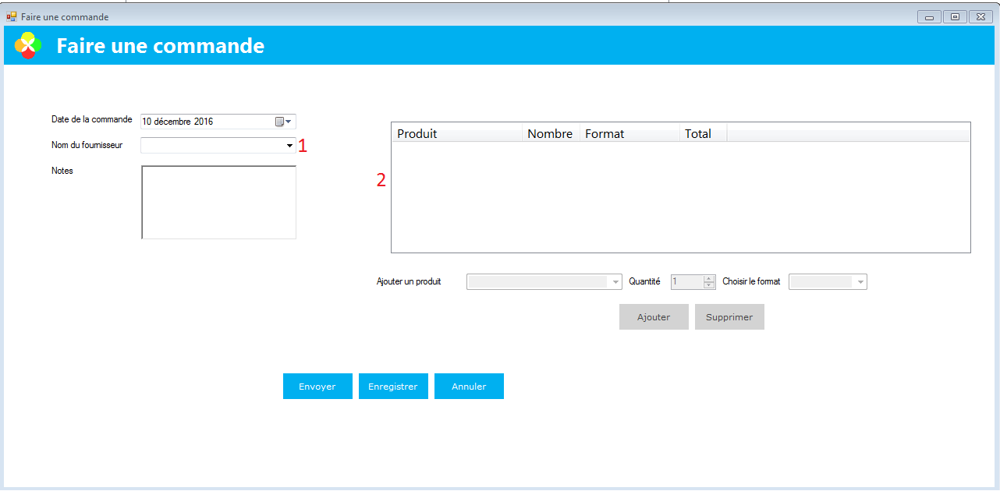 Faire une commande
Faire une commande
Date de la commande 10 décembre 2016
Nom du fournisseur 1
Notes
2
Produit Nombre Format Total
Ajouter un produit Quantité 1 Choisir le format
Ajouter Supprimer
Envoyer Enregistrer Annuler